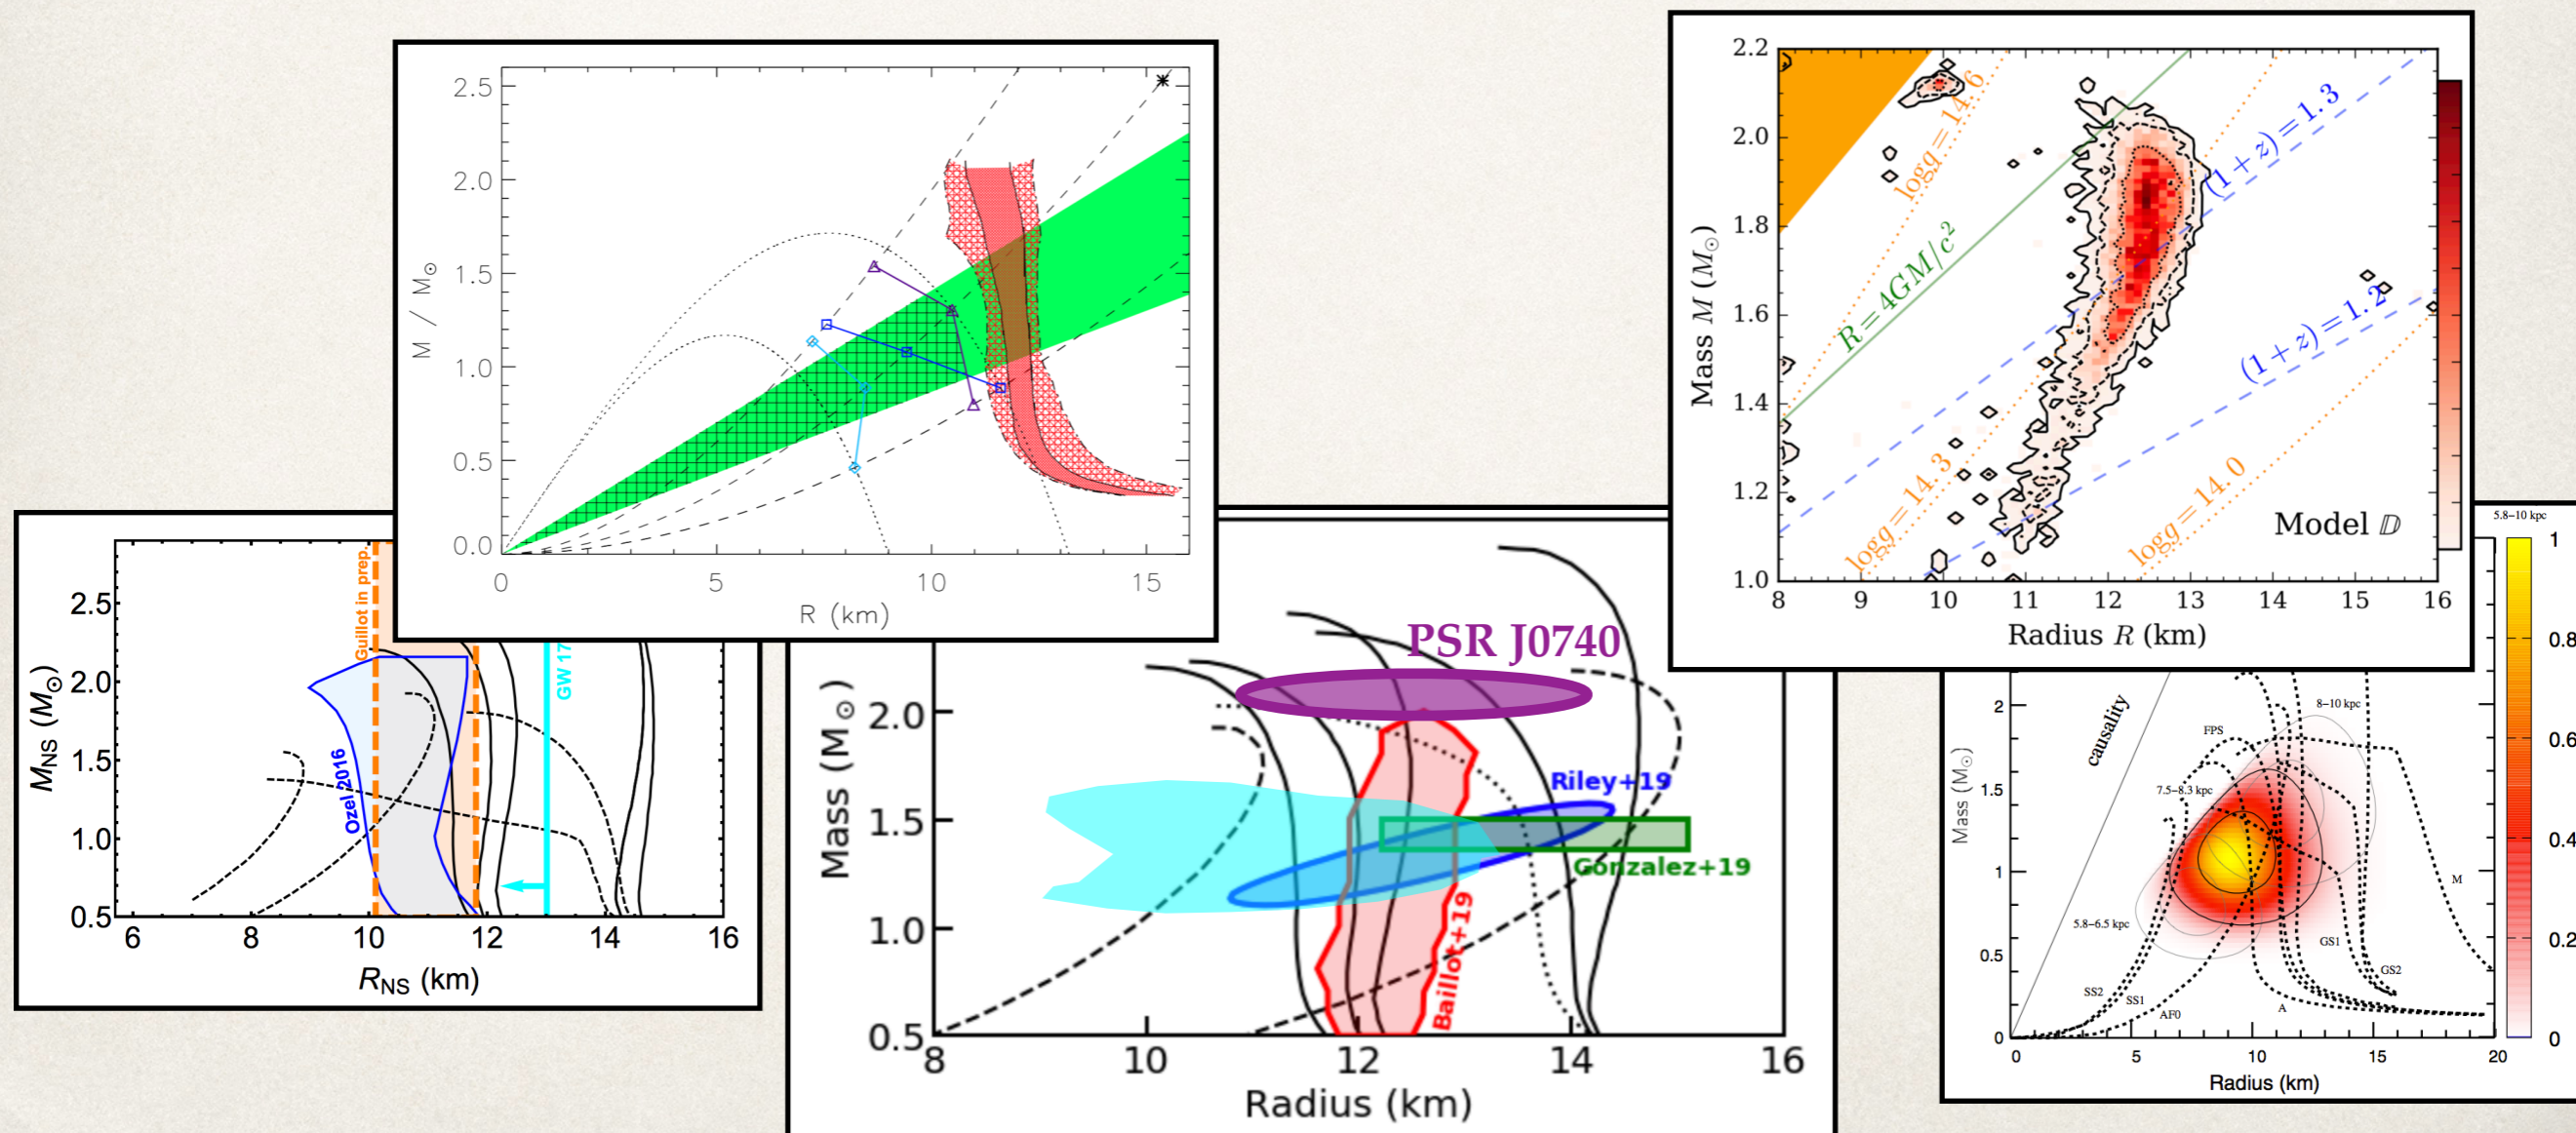 2.5
2.0
1.5
1.0
0.5
0.0
M / M⊙
0
5
10
15
R (km)
2.2
2.0
1.8
1.6
1.4
1.2
1.0
Mass M (M⊙)
8
9
10
11
12
13
14
15
16
Radius R (km)
logg=14.6
R=4GM/c²
(1+z)=1.3
(1+z)=1.2
logg=14.3
logg=14.0
Model 𝔻
2.5
2.0
1.5
1.0
0.5
M_NS (M⊙)
6
8
10
12
14
16
R_NS (km)
Guillot in prep.
Ozel 2016
GW 17
PSR J0740
2.0
1.5
1.0
0.5
Mass (M⊙)
8
10
12
14
16
Radius (km)
Riley+19
Gonzalez+19
Baillot+19
5.8–10 kpc
1
0.8
0.6
0.4
0.2
0
2
1.5
1
0.5
0
Mass (M⊙)
0
5
10
15
20
Radius (km)
causality
8–10 kpc
FPS
7.5–8.3 kpc
5.8–6.5 kpc
M
GS1
GS2
SS2
SS1
AF0
A